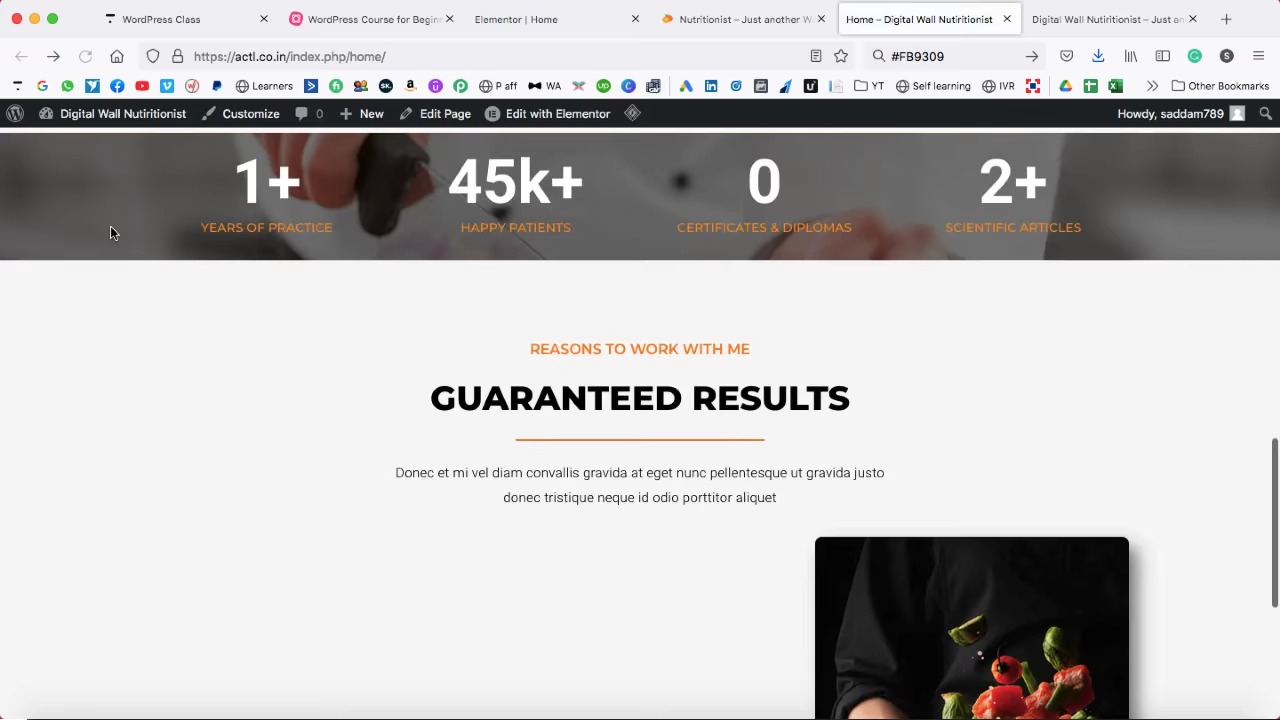 WordPress Class
WordPress Course for Beginn
Elementor | Home
Nutritionist – Just another W
Home – Digital Wall Nutiritionist
Digital Wall Nutiritionist – Just an
https://actl.co.in/index.php/home/
#FB9309
Learners
P aff
WA
YT
Self learning
IVR
Other Bookmarks
Digital Wall Nutiritionist
Customize
0
New
Edit Page
Edit with Elementor
Howdy, saddam789
1+
45k+
0
2+
YEARS OF PRACTICE
HAPPY PATIENTS
CERTIFICATES & DIPLOMAS
SCIENTIFIC ARTICLES
REASONS TO WORK WITH ME
GUARANTEED RESULTS
Donec et mi vel diam convallis gravida at eget nunc pellentesque ut gravida justo
donec tristique neque id odio porttitor aliquet